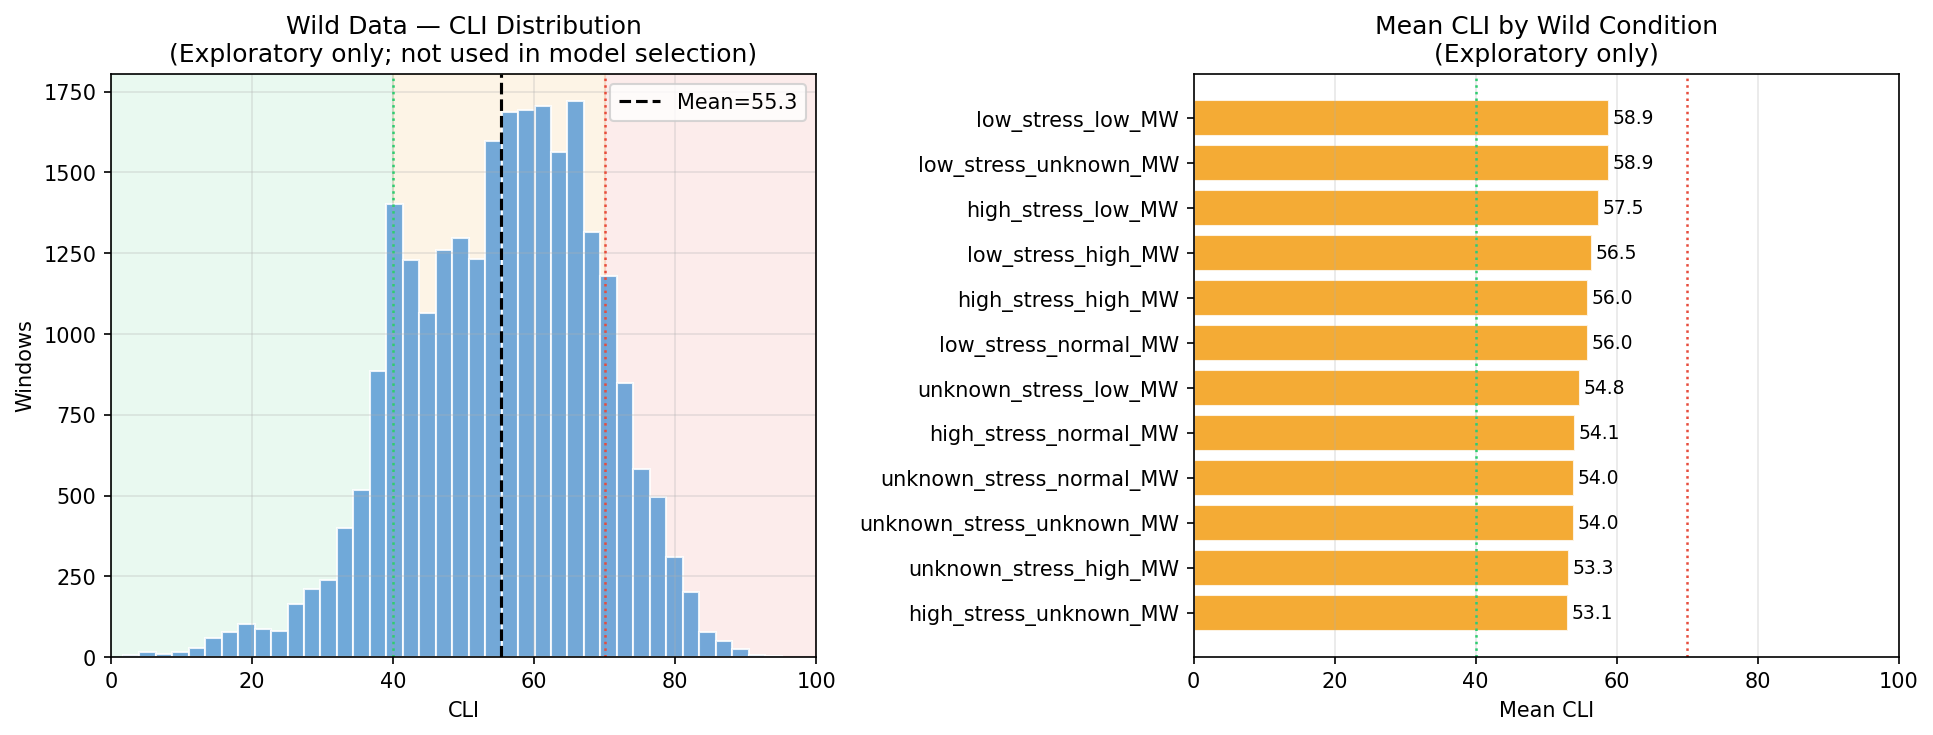 Wild Data — CLI Distribution
(Exploratory only; not used in model selection)
Mean=55.3
1750
1500
1250
1000
750
500
250
0
Windows
0 20 40 60 80 100
CLI
Mean CLI by Wild Condition
(Exploratory only)
low_stress_low_MW 58.9
low_stress_unknown_MW 58.9
high_stress_low_MW 57.5
low_stress_high_MW 56.5
high_stress_high_MW 56.0
low_stress_normal_MW 56.0
unknown_stress_low_MW 54.8
high_stress_normal_MW 54.1
unknown_stress_normal_MW 54.0
unknown_stress_unknown_MW 54.0
unknown_stress_high_MW 53.3
high_stress_unknown_MW 53.1
0 20 40 60 80 100
Mean CLI